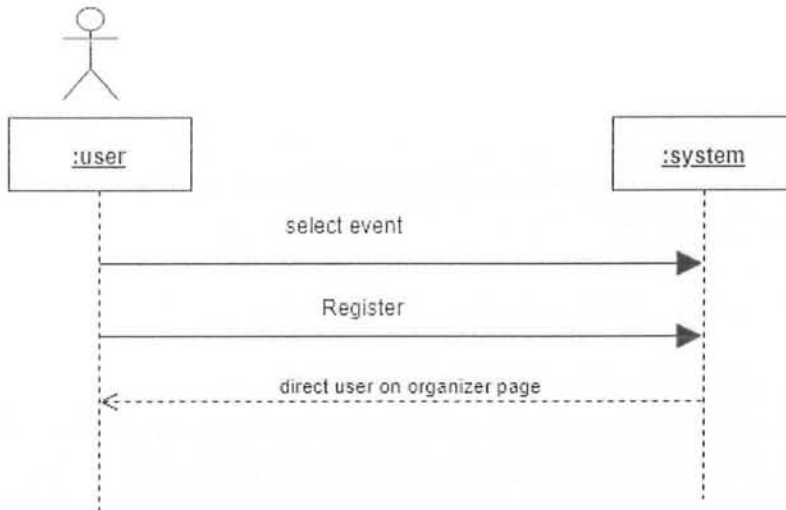 :user
:system
select event
Register
direct user on organizer page